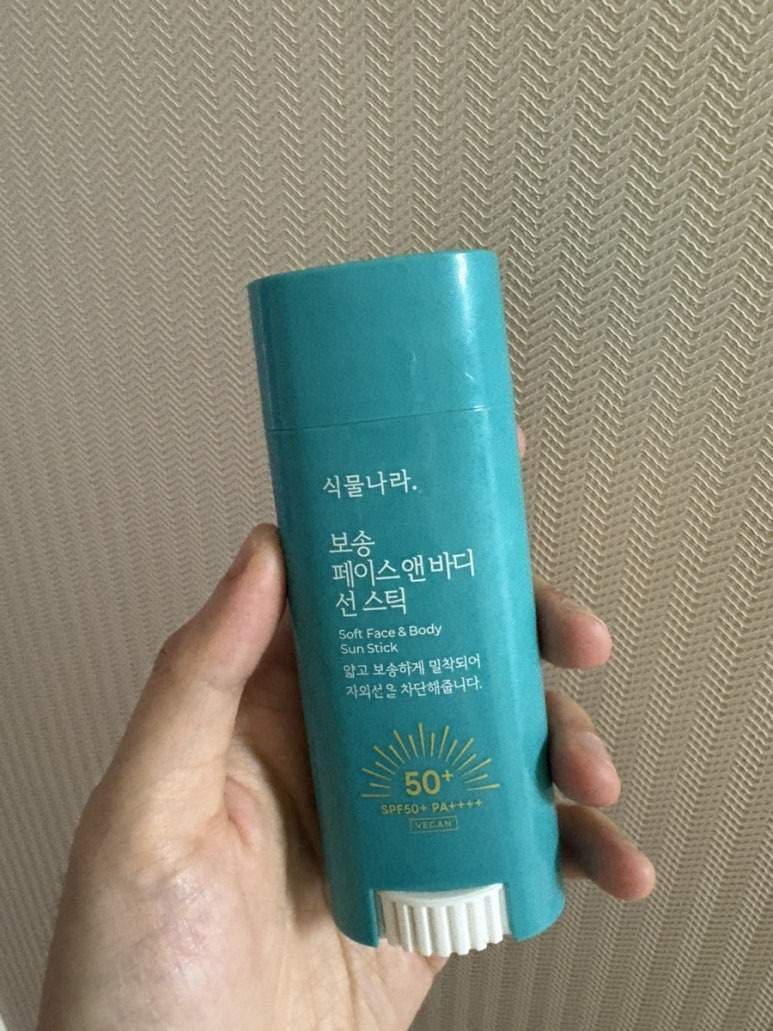 식물나라.
보송
페이스 앤 바디
선 스틱
Soft Face & Body
Sun Stick
얇고 보송하게 밀착되어
자외선을 차단해줍니다.
50+
SPF50+ PA++++
VEGAN